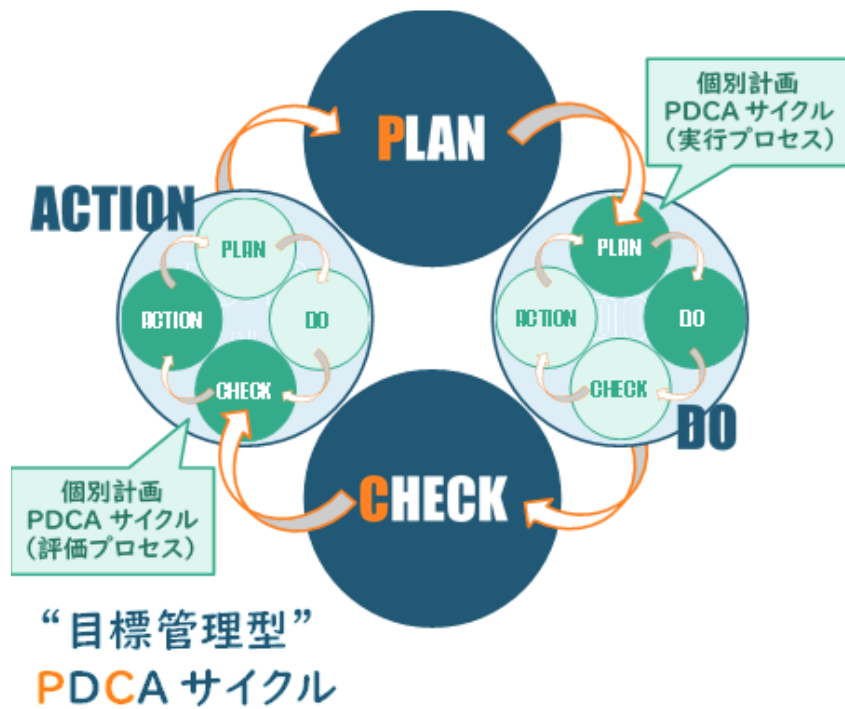 PLAN
個別計画
PDCA サイクル
（実行プロセス）
ACTION
PLAN
ACTION
DO
CHECK
PLAN
ACTION
DO
CHECK
DO
CHECK
個別計画
PDCA サイクル
（評価プロセス）
“目標管理型”
PDCA サイクル